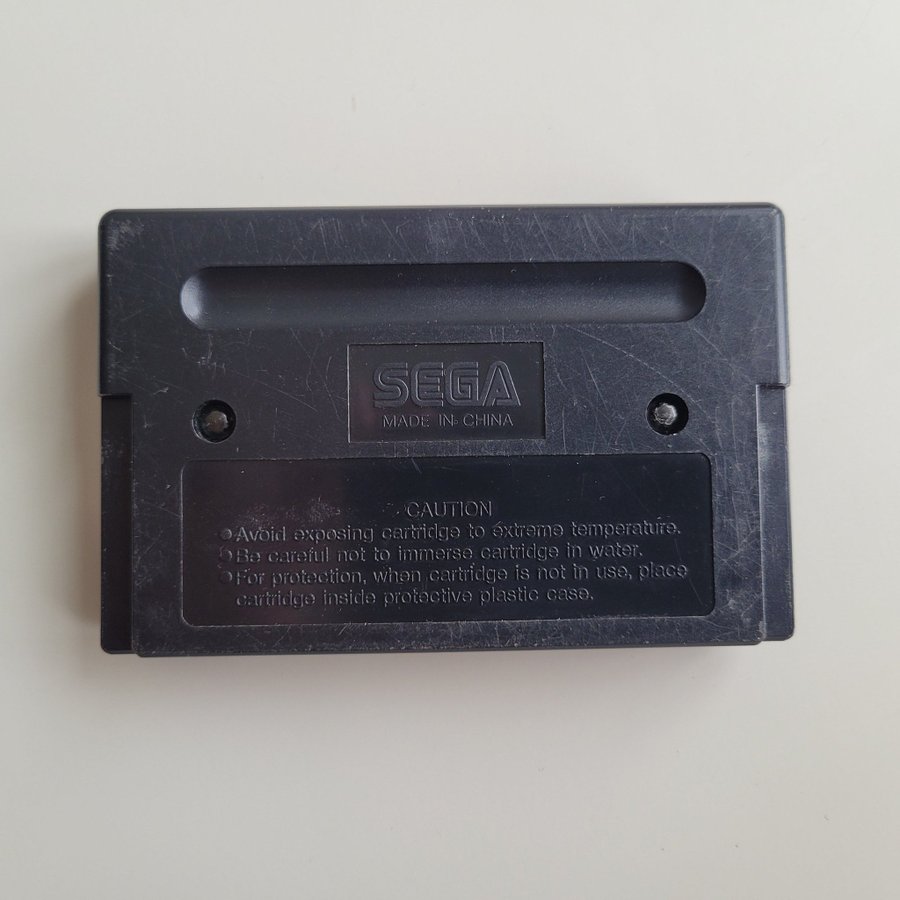 SEGA
MADE IN CHINA
CAUTION
●Avoid exposing cartridge to extreme temperature.
●Be careful not to immerse cartridge in water.
●For protection, when cartridge is not in use, place
cartridge inside protective plastic case.